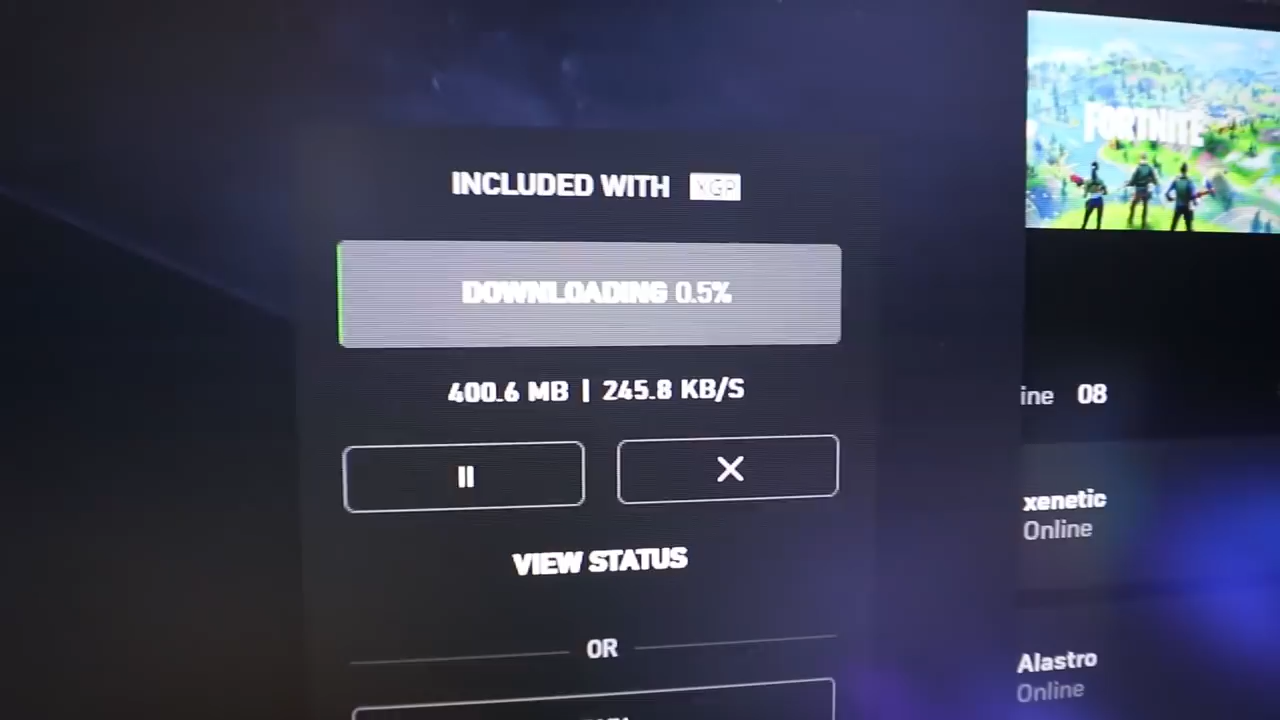 FORTNITE
INCLUDED WITH XGP
DOWNLOADING 0.5%
400.6 MB | 245.8 KB/S
ine 08
xenetic
Online
VIEW STATUS
OR
Alastro
Online